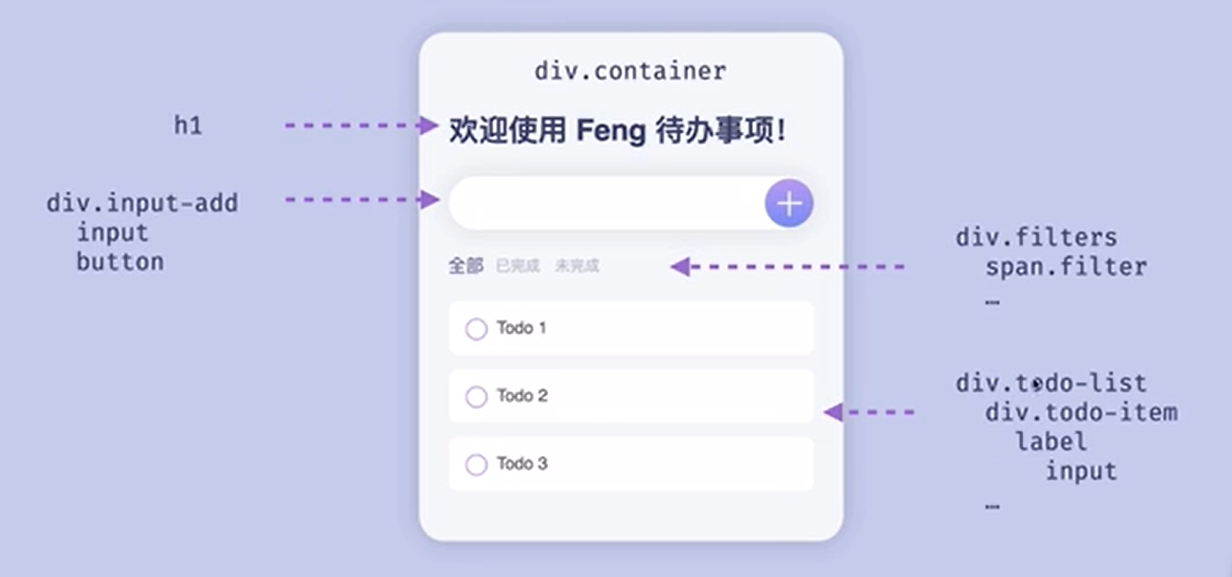 div.container
h1
欢迎使用 Feng 待办事项!
div.input-add
input
button
全部 已完成 未完成
div.filters
span.filter
…
Todo 1
Todo 2
Todo 3
div.todo-list
div.todo-item
label
input
…